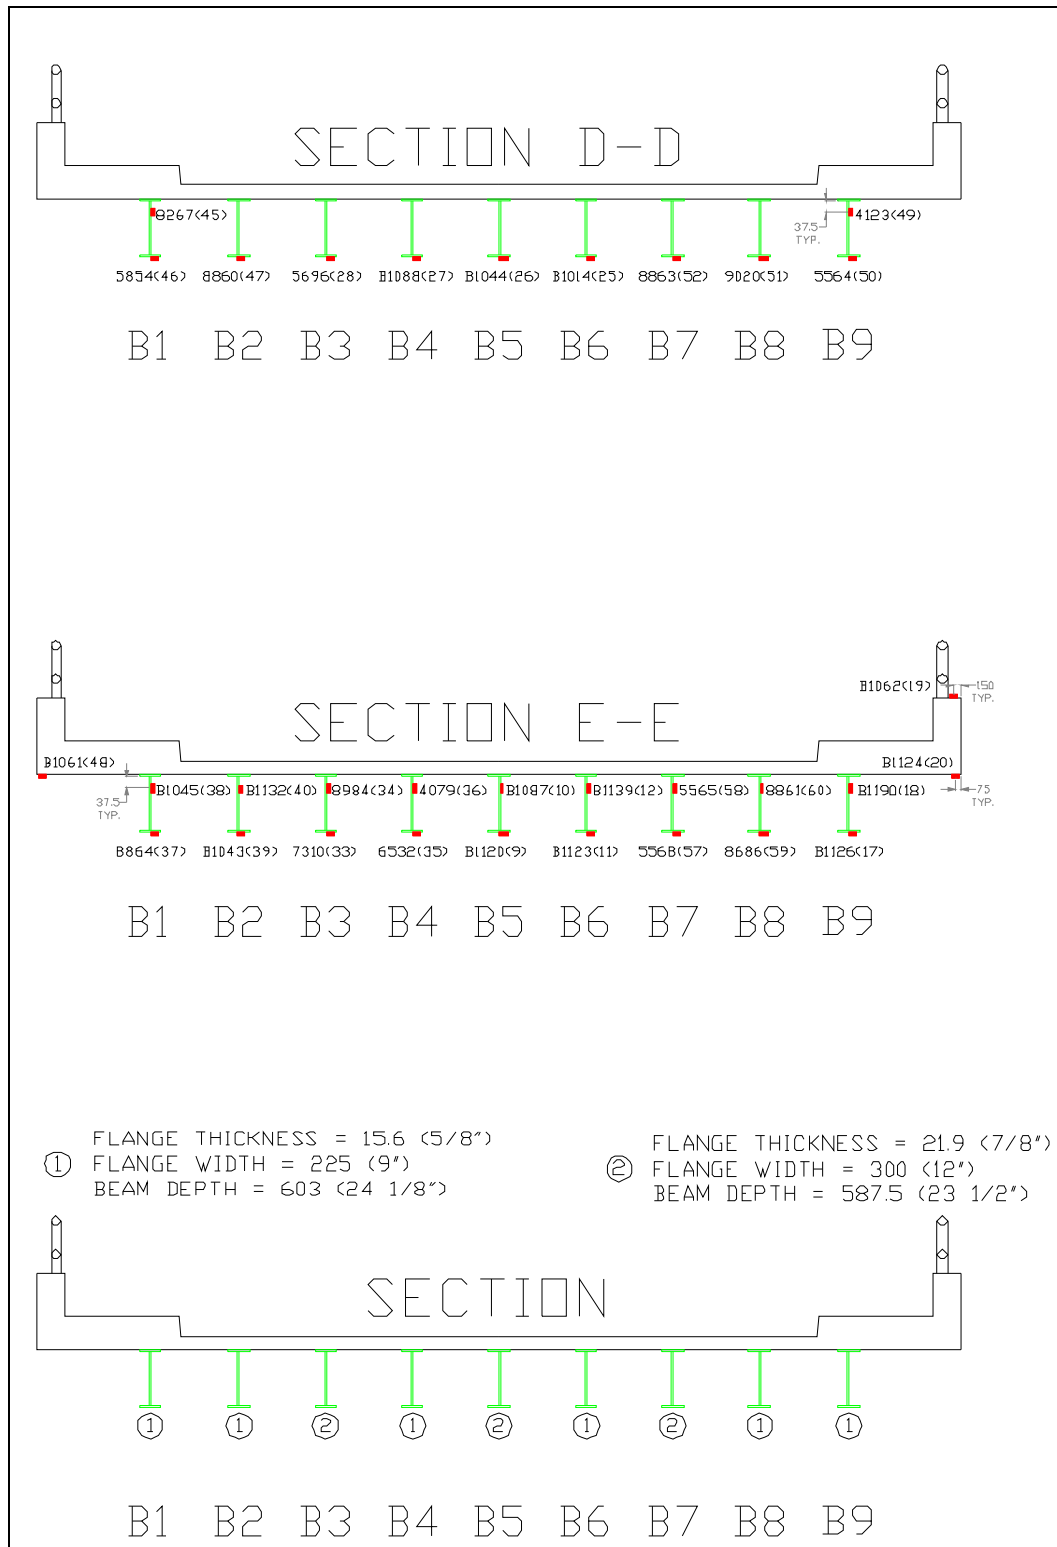 SECTION D-D
8267(45)
4123(49)
37.5
TYP.
5854(46) 8860(47) 5696(28) B1088(27) B1044(26) B1014(25) 8863(52) 9020(51) 5564(50)
B1 B2 B3 B4 B5 B6 B7 B8 B9
B1062(19)
150
TYP.
SECTION E-E
B1061(48)
B1124(20)
37.5
TYP.
B1045(38) B1132(40) 8984(34) 4079(36) B1087(10) B1139(12) 5565(58) 8861(60) B1190(18)
75
TYP.
8864(37) B1043(39) 7310(33) 6532(35) B1120(9) B1123(11) 5568(57) 8686(59) B1126(17)
B1 B2 B3 B4 B5 B6 B7 B8 B9
1
FLANGE THICKNESS = 15.6 (5/8")
FLANGE WIDTH = 225 (9")
BEAM DEPTH = 603 (24 1/8")
2
FLANGE THICKNESS = 21.9 (7/8")
FLANGE WIDTH = 300 (12")
BEAM DEPTH = 587.5 (23 1/2")
SECTION
1 1 2 1 2 1 2 1 1
B1 B2 B3 B4 B5 B6 B7 B8 B9